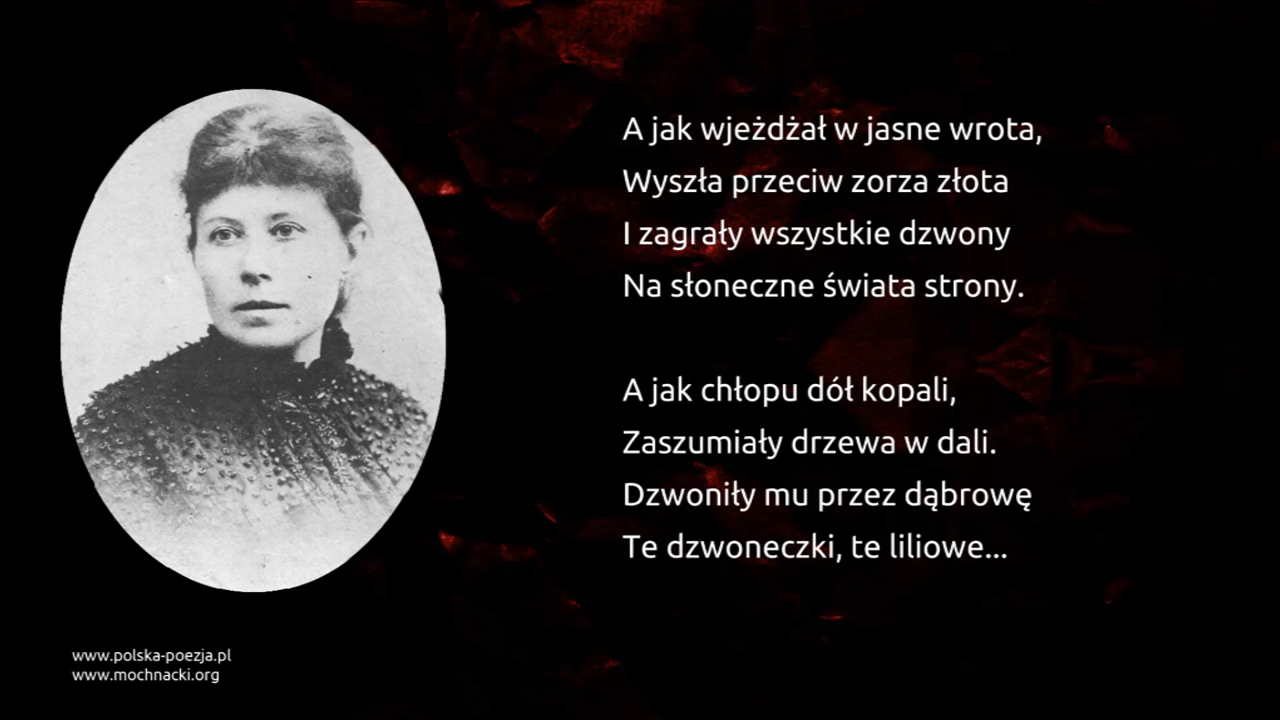 A jak wjeżdżał w jasne wrota,
Wyszła przeciw zorza złota
I zagrały wszystkie dzwony
Na słoneczne świata strony.
A jak chłopu dół kopali,
Zaszumiały drzewa w dali.
Dzwoniły mu przez dąbrowę
Te dzwoneczki, te liliowe...
www.polska-poezja.pl
www.mochnacki.org